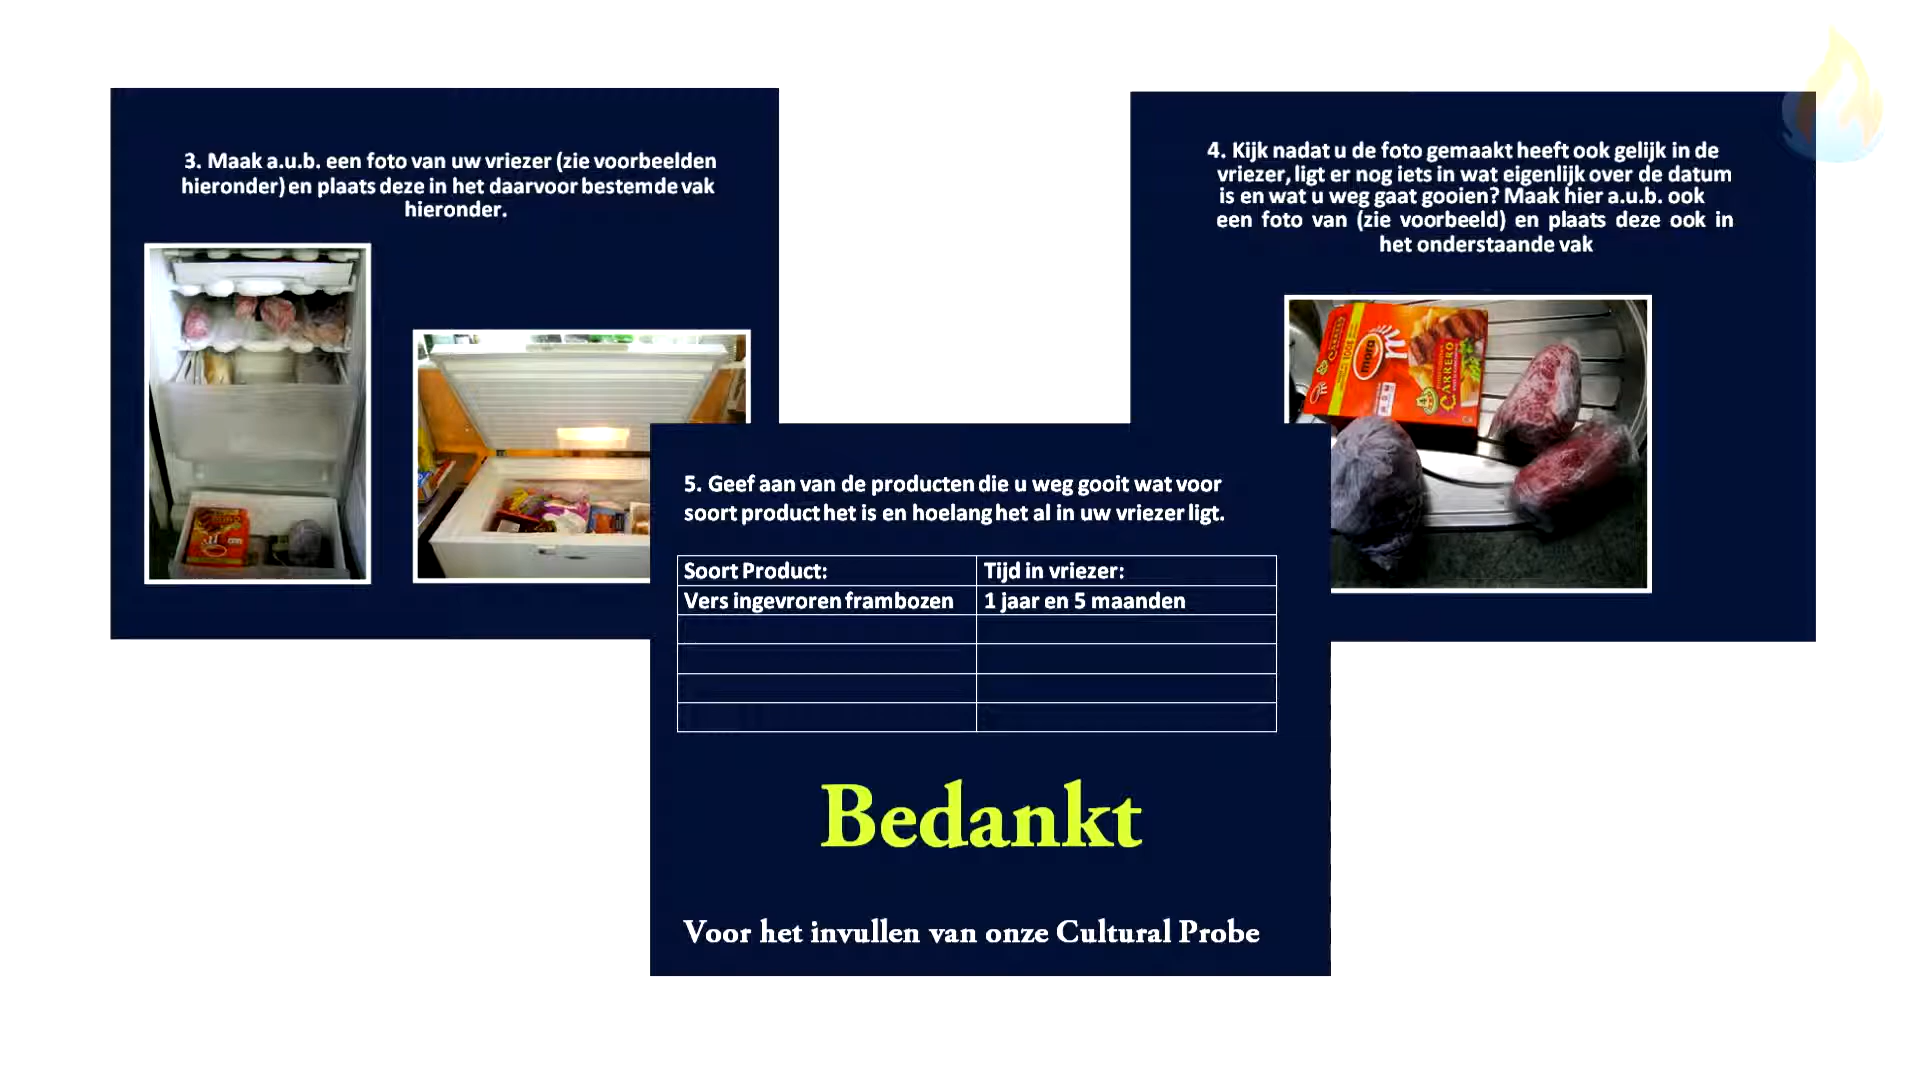 3. Maak a.u.b. een foto van uw vriezer (zie voorbeelden
hieronder) en plaats deze in het daarvoor bestemde vak
hieronder.
4. Kijk nadat u de foto gemaakt heeft ook gelijk in de
vriezer, ligt er nog iets in wat eigenlijk over de datum
is en wat u weg gaat gooien? Maak hier a.u.b. ook
een foto van (zie voorbeeld) en plaats deze ook in
het onderstaande vak
mora
CARRERO
5. Geef aan van de producten die u weg gooit wat voor
soort product het is en hoelang het al in uw vriezer ligt.
Soort Product: Tijd in vriezer:
Vers ingevroren frambozen 1 jaar en 5 maanden
Bedankt
Voor het invullen van onze Cultural Probe